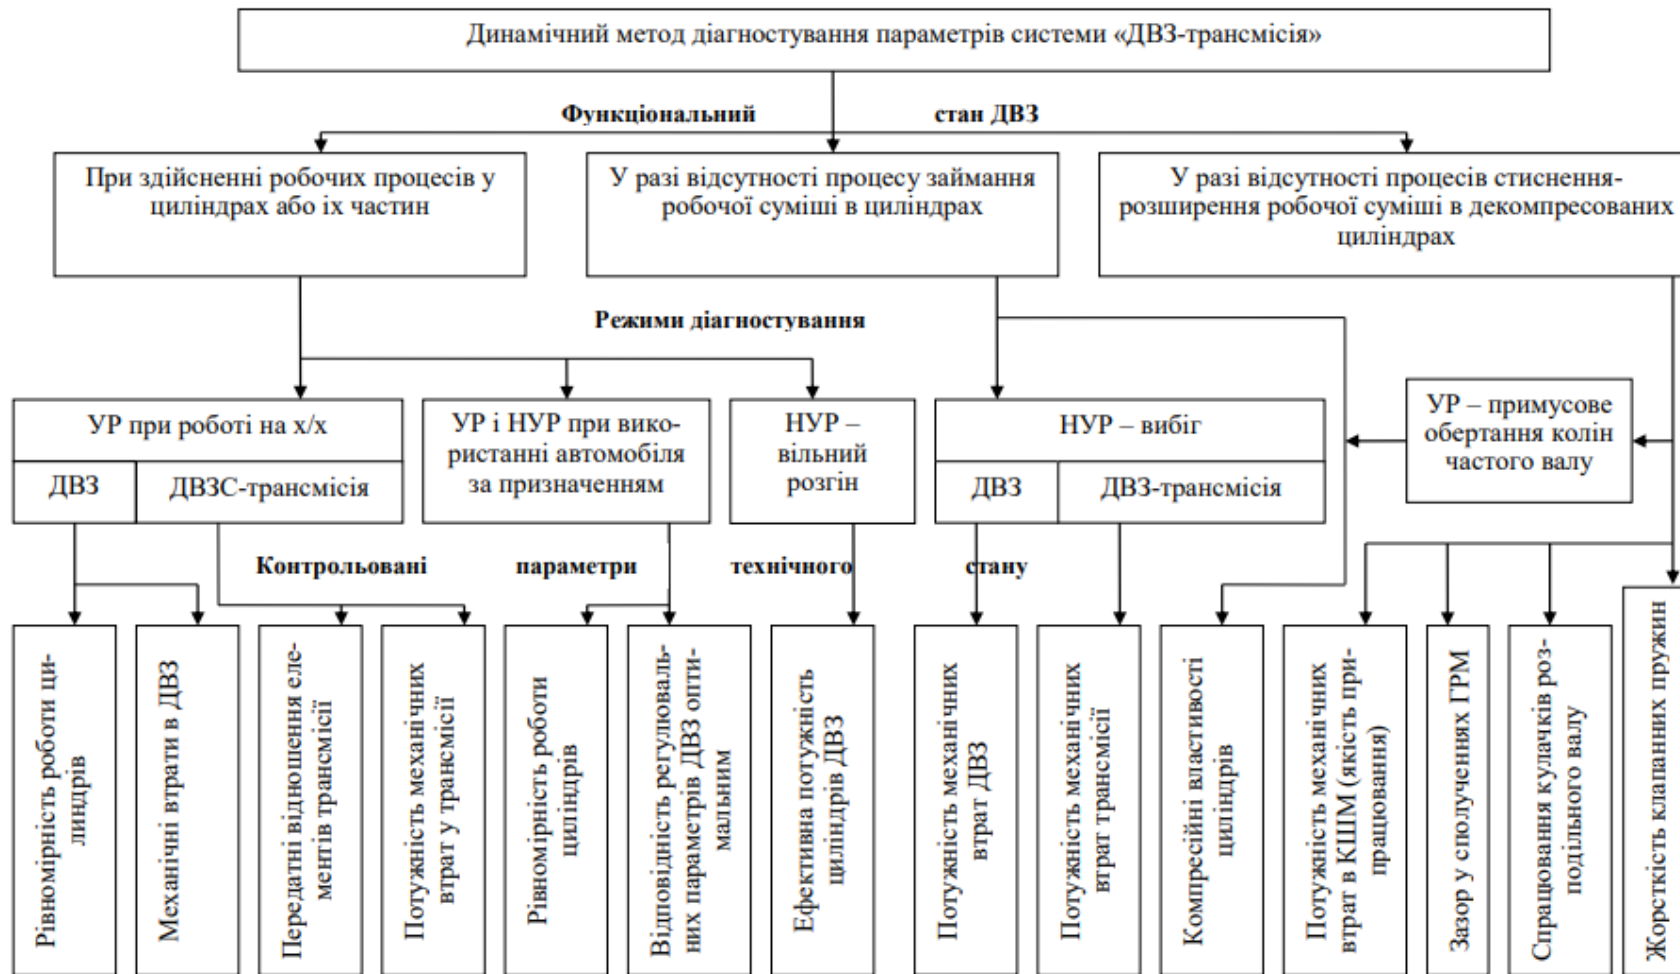 Динамічний метод діагностування параметрів системи «ДВЗ-трансмісія»
Функціональний стан ДВЗ
При здійсненні робочих процесів у
циліндрах або їх частин
У разі відсутності процесу займання
робочої суміші в циліндрах
У разі відсутності процесів стиснення-
розширення робочої суміші в декомпресованих
циліндрах
Режими діагностування
УР при роботі на х/х
ДВЗ
ДВЗС-трансмісія
УР і НУР при вико-
ристанні автомобіля
за призначенням
НУР –
вільний
розгін
НУР – вибіг
ДВЗ
ДВЗ-трансмісія
УР – примусове
обертання колін
частого валу
Контрольовані параметри технічного стану
Рівномірність роботи ци-
линдрів
Механічні втрати в ДВЗ
Передатні відношення еле-
ментів трансмісії
Потужність механічних
втрат у трансмісії
Рівномірність роботи
циліндрів
Відповідність регулюваль-
них параметрів ДВЗ опти-
мальним
Ефективна потужність
циліндрів ДВЗ
Потужність механічних
втрат ДВЗ
Потужність механічних
втрат трансмісії
Компресійні властивості
циліндрів
Потужність механічних
втрат в КШМ (якість при-
працювання)
Зазор у сполученнях ГРМ
Спрацювання кулачків роз-
подільного валу
Жорсткість клапанних пружин